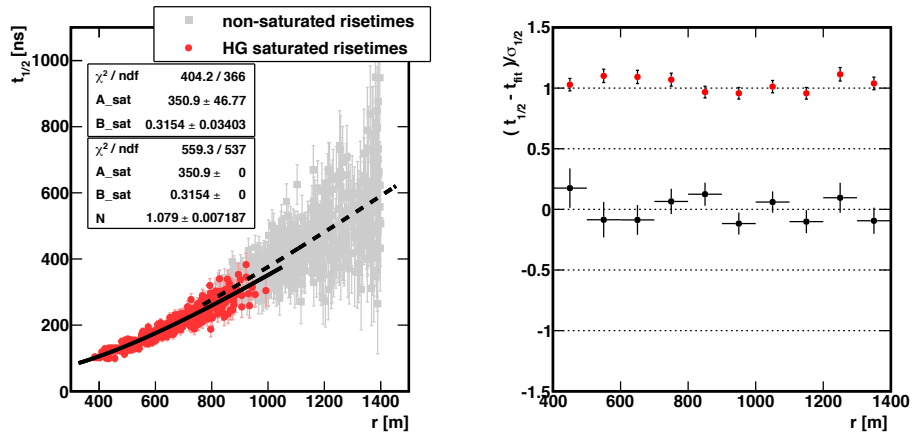 non-saturated risetimes
HG saturated risetimes
t1/2 [ns]
χ² / ndf 404.2 / 366
A_sat 350.9 ± 46.77
B_sat 0.3154 ± 0.03403
χ² / ndf 559.3 / 537
A_sat 350.9 ± 0
B_sat 0.3154 ± 0
N 1.079 ± 0.007187
1000
800
600
400
200
0
400 600 800 1000 1200 1400
r [m]
(t1/2 - tfit)/σ1/2
1.5
1
0.5
0
-0.5
-1
-1.5
400 600 800 1000 1200 1400
r [m]